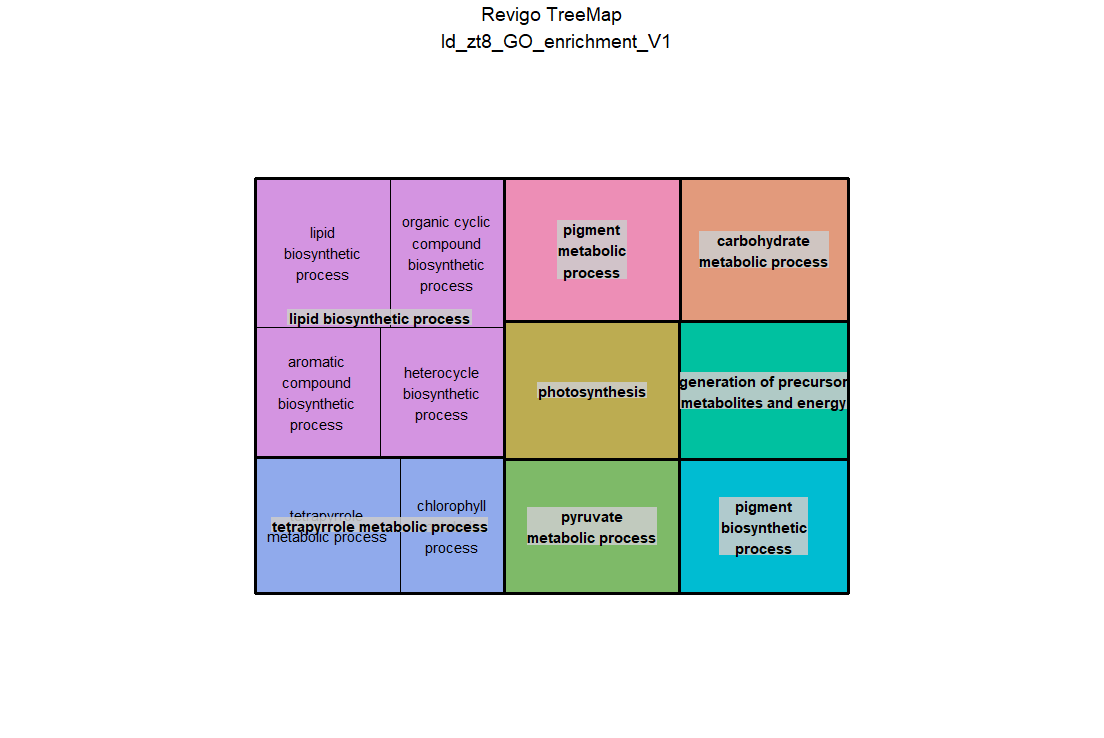 Revigo TreeMap
ld_zt8_GO_enrichment_V1
lipid
biosynthetic
process
organic cyclic
compound
biosynthetic
process
lipid biosynthetic process
aromatic
compound
biosynthetic
process
heterocycle
biosynthetic
process
tetrapyrrole
metabolic process
tetrapyrrole metabolic process
chlorophyll
process
pigment
metabolic
process
carbohydrate
metabolic process
photosynthesis
generation of precursor
metabolites and energy
pyruvate
metabolic process
pigment
biosynthetic
process